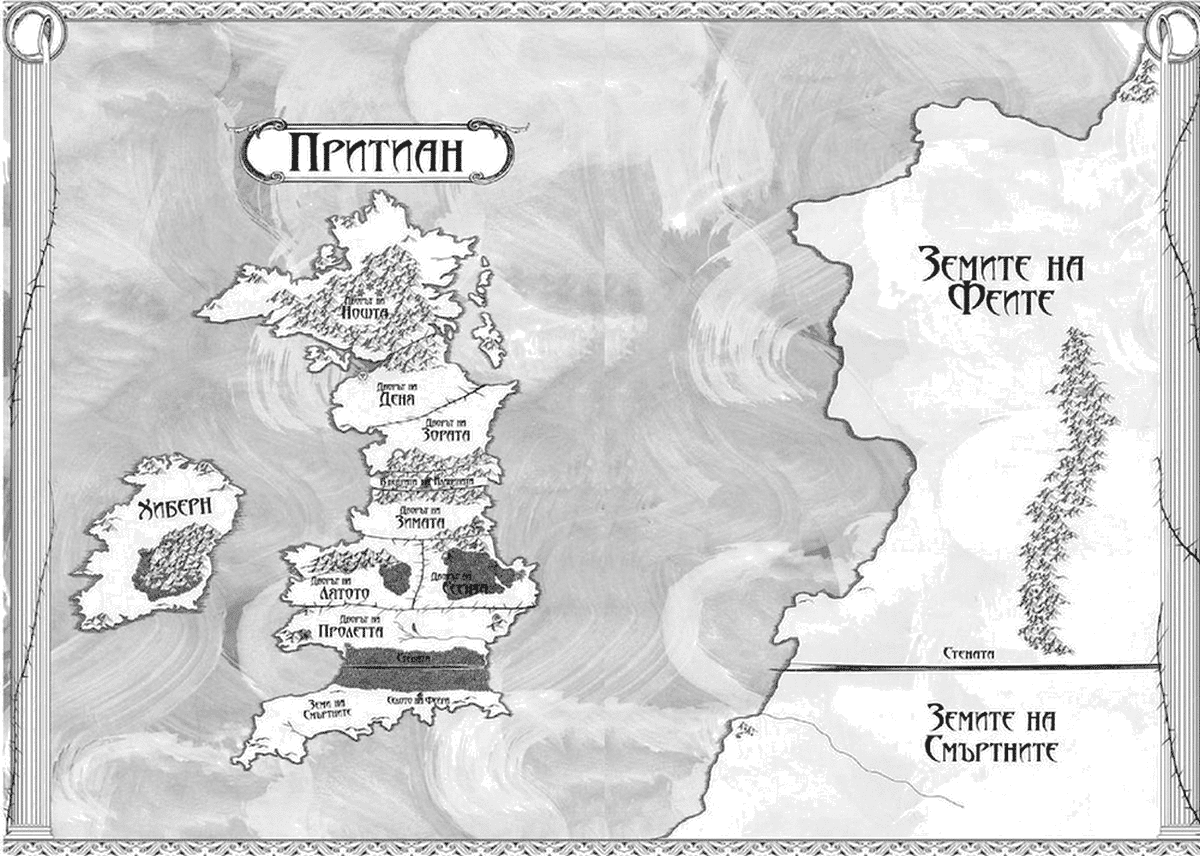 Притиан
Земите на
Феите
Дворът на
Нощта
Дворът на
Деня
Дворът на
Зората
Хиберн
Дворът на
Зимата
Дворът на
Лятото
Дворът на
Есента
Дворът на
Пролетта
Стената
Земи на
Смъртните
Селото на Фейра
Стената
Земите на
Смъртните